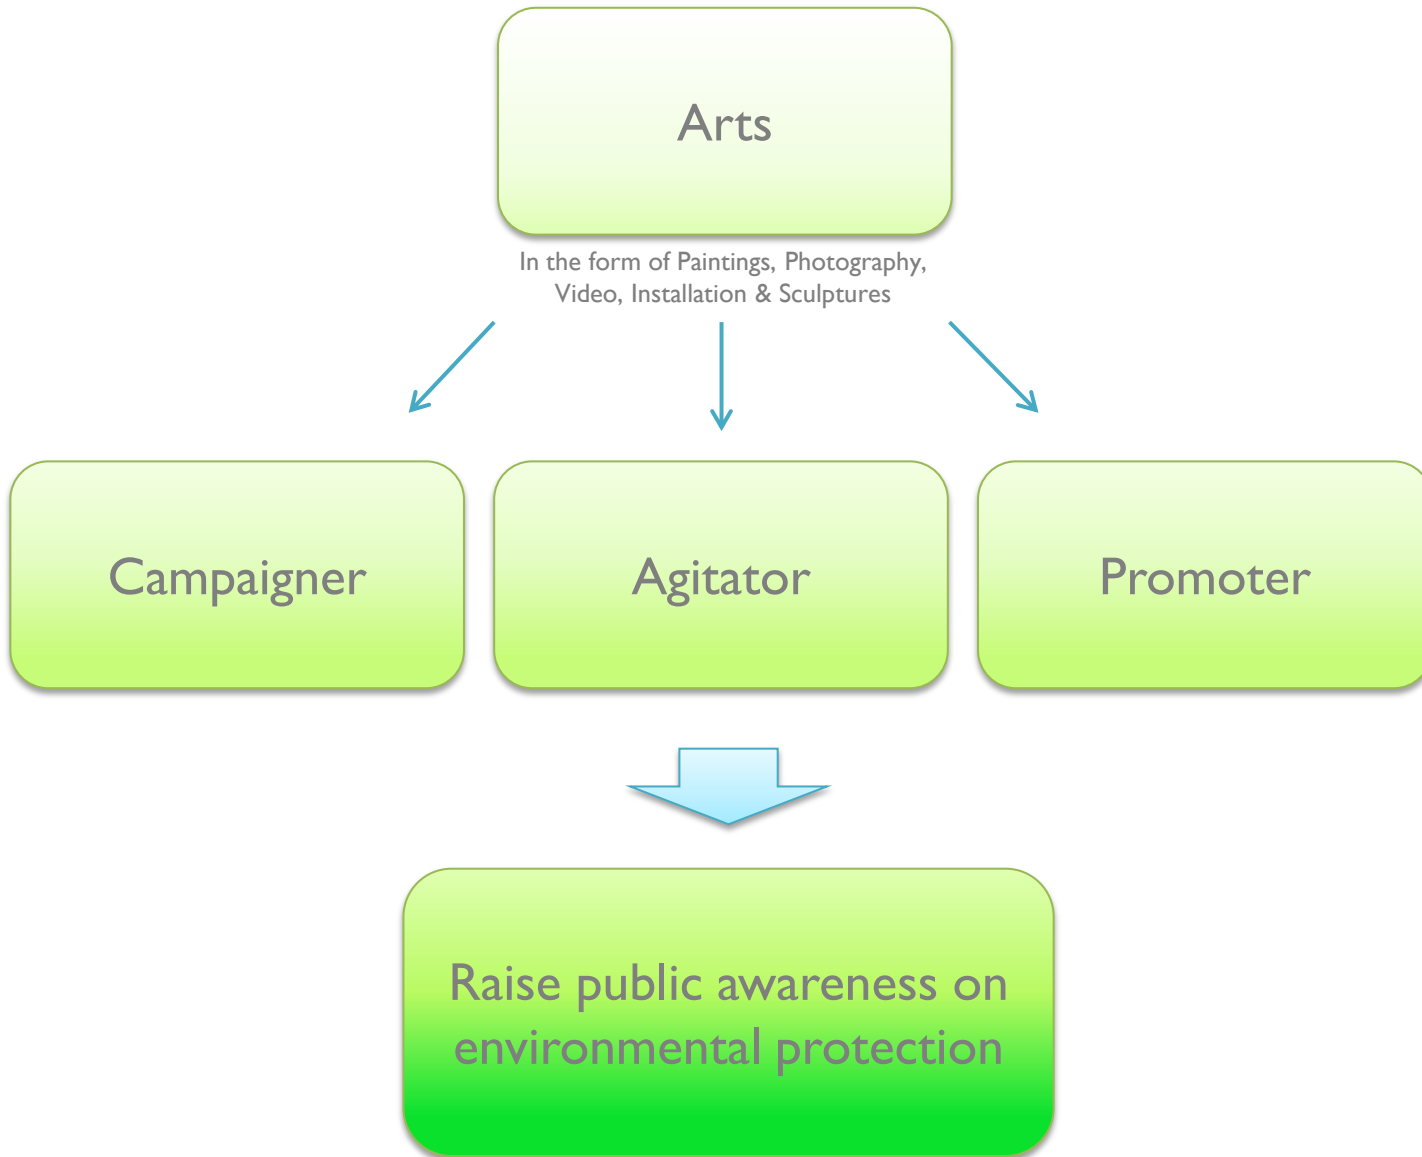 Arts
In the form of Paintings, Photography,
Video, Installation & Sculptures
Campaigner
Agitator
Promoter
Raise public awareness on
environmental protection